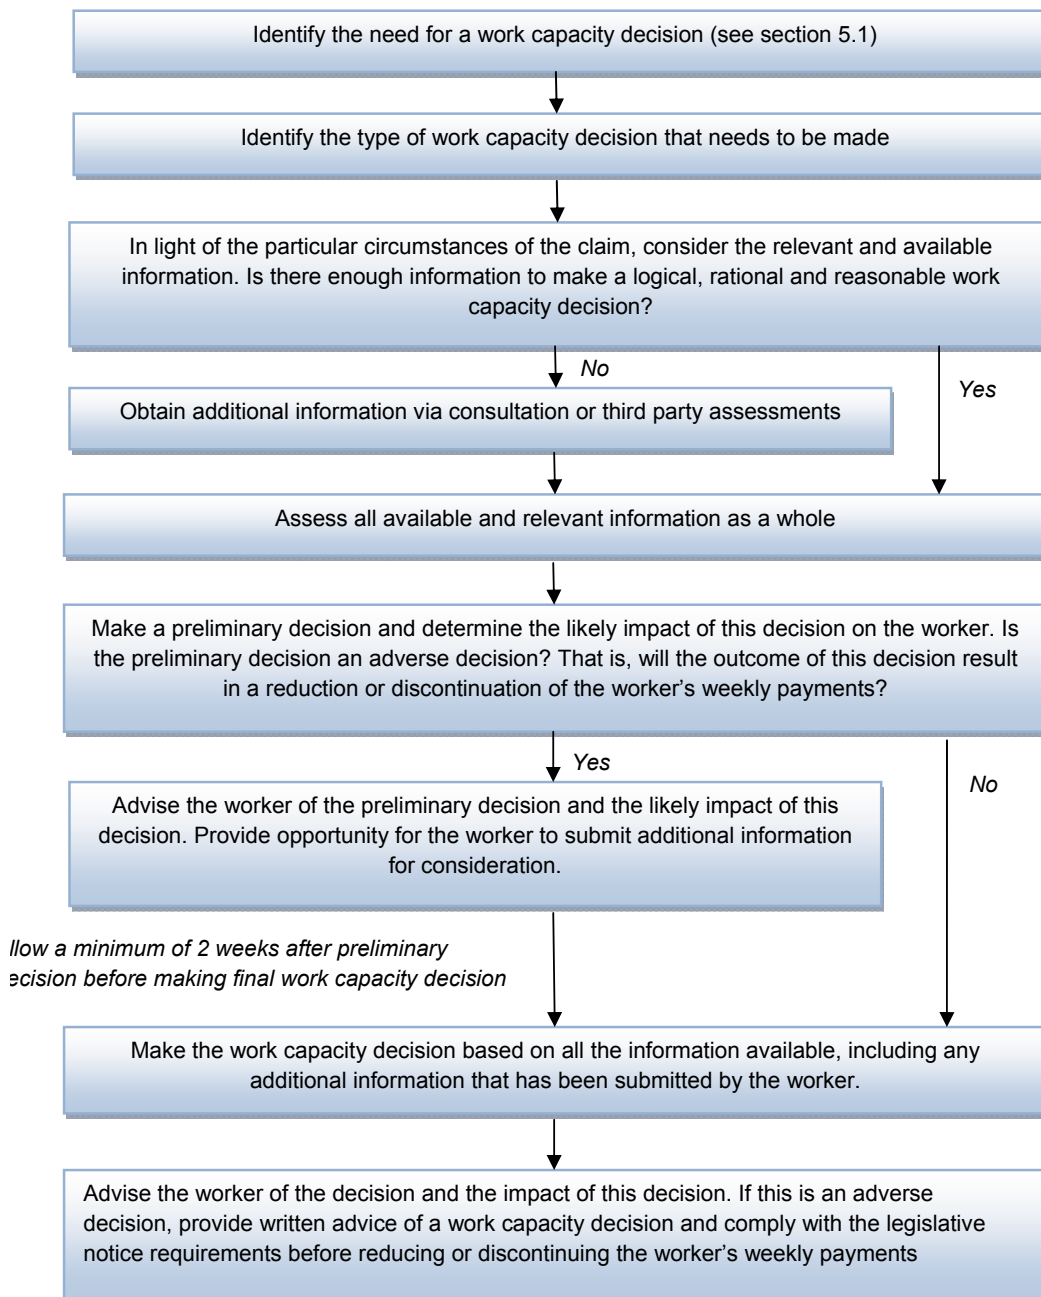 Identify the need for a work capacity decision (see section 5.1)
Identify the type of work capacity decision that needs to be made
In light of the particular circumstances of the claim, consider the relevant and available
information. Is there enough information to make a logical, rational and reasonable work
capacity decision?
No
Yes
Obtain additional information via consultation or third party assessments
Assess all available and relevant information as a whole
Make a preliminary decision and determine the likely impact of this decision on the worker. Is
the preliminary decision an adverse decision? That is, will the outcome of this decision result
in a reduction or discontinuation of the worker's weekly payments?
Yes
No
Advise the worker of the preliminary decision and the likely impact of this
decision. Provide opportunity for the worker to submit additional information
for consideration.
llow a minimum of 2 weeks after preliminary
ecision before making final work capacity decision
Make the work capacity decision based on all the information available, including any
additional information that has been submitted by the worker.
Advise the worker of the decision and the impact of this decision. If this is an adverse
decision, provide written advice of a work capacity decision and comply with the legislative
notice requirements before reducing or discontinuing the worker's weekly payments